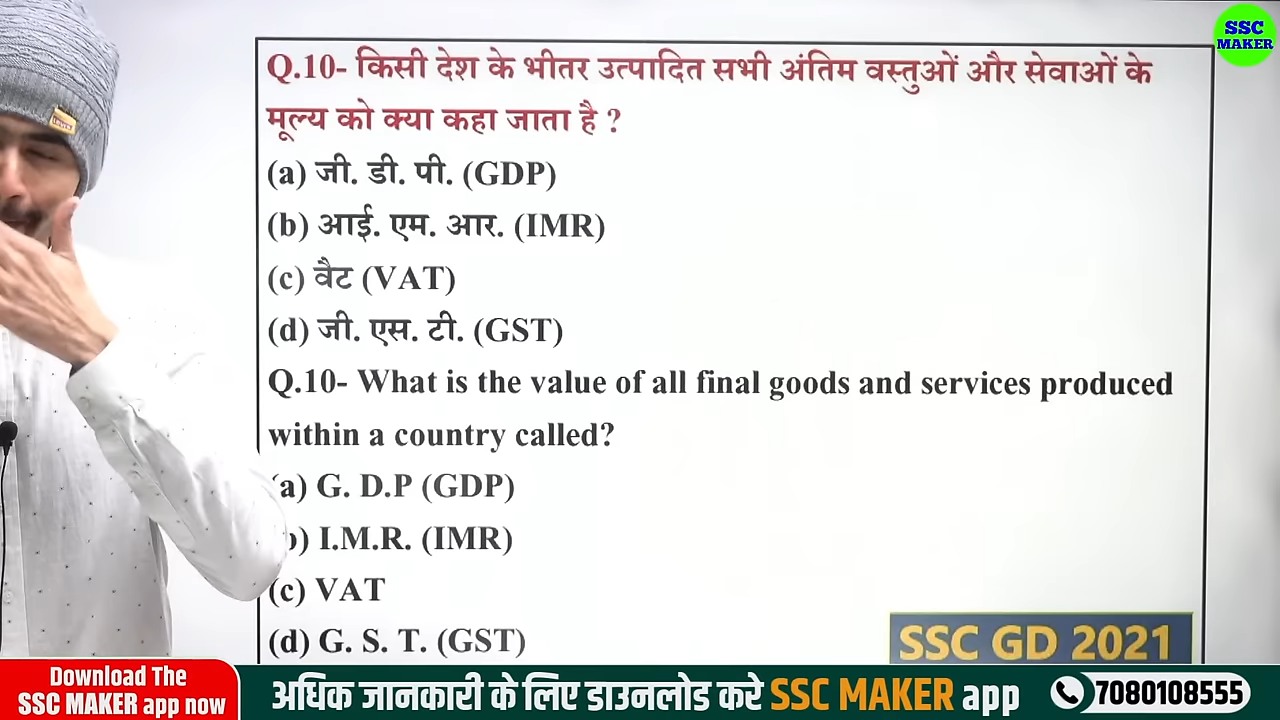 SSC
MAKER
Q.10- किसी देश के भीतर उत्पादित सभी अंतिम वस्तुओं और सेवाओं के
मूल्य को क्या कहा जाता है ?
(a) जी. डी. पी. (GDP)
(b) आई. एम. आर. (IMR)
(c) वैट (VAT)
(d) जी. एस. टी. (GST)
Q.10- What is the value of all final goods and services produced
within a country called?
a) G. D.P (GDP)
) I.M.R. (IMR)
(c) VAT
(d) G. S. T. (GST)
SSC GD 2021
Download The
SSC MAKER app now
अधिक जानकारी के लिए डाउनलोड करे SSC MAKER app
7080108555